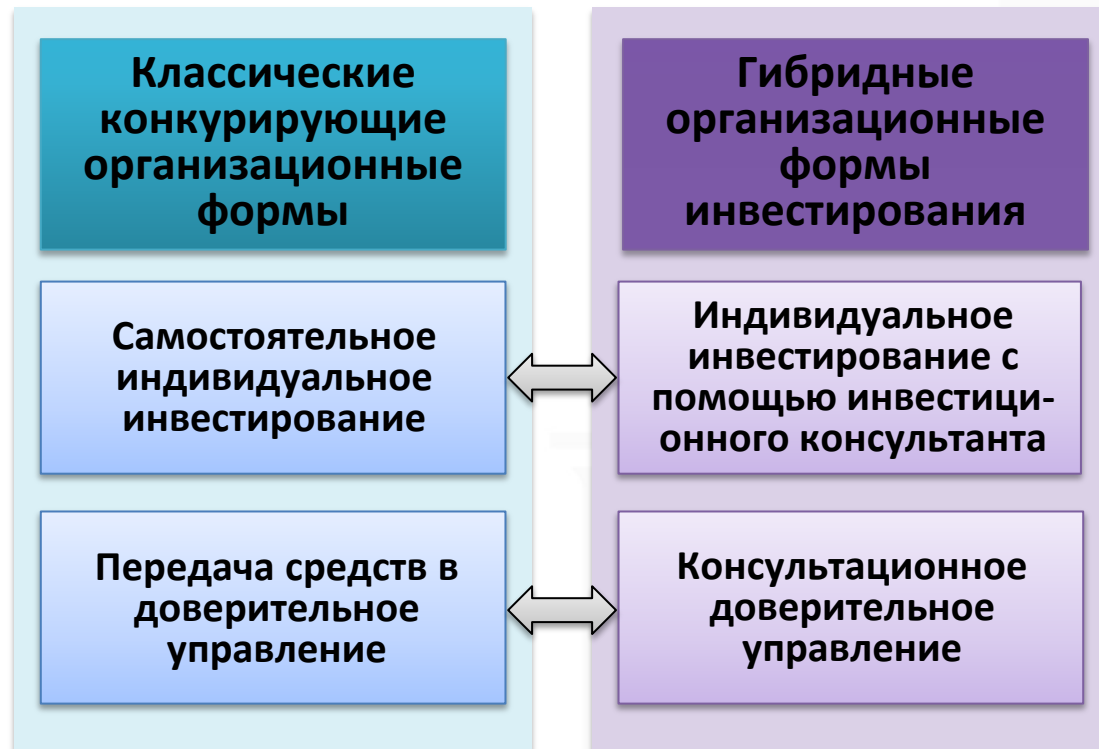 Классические
конкурирующие
организационные
формы
Гибридные
организационные
формы
инвестирования
Самостоятельное
индивидуальное
инвестирование
Индивидуальное
инвестирование с
помощью инвестици-
онного консультанта
Передача средств в
доверительное
управление
Консультационное
доверительное
управление